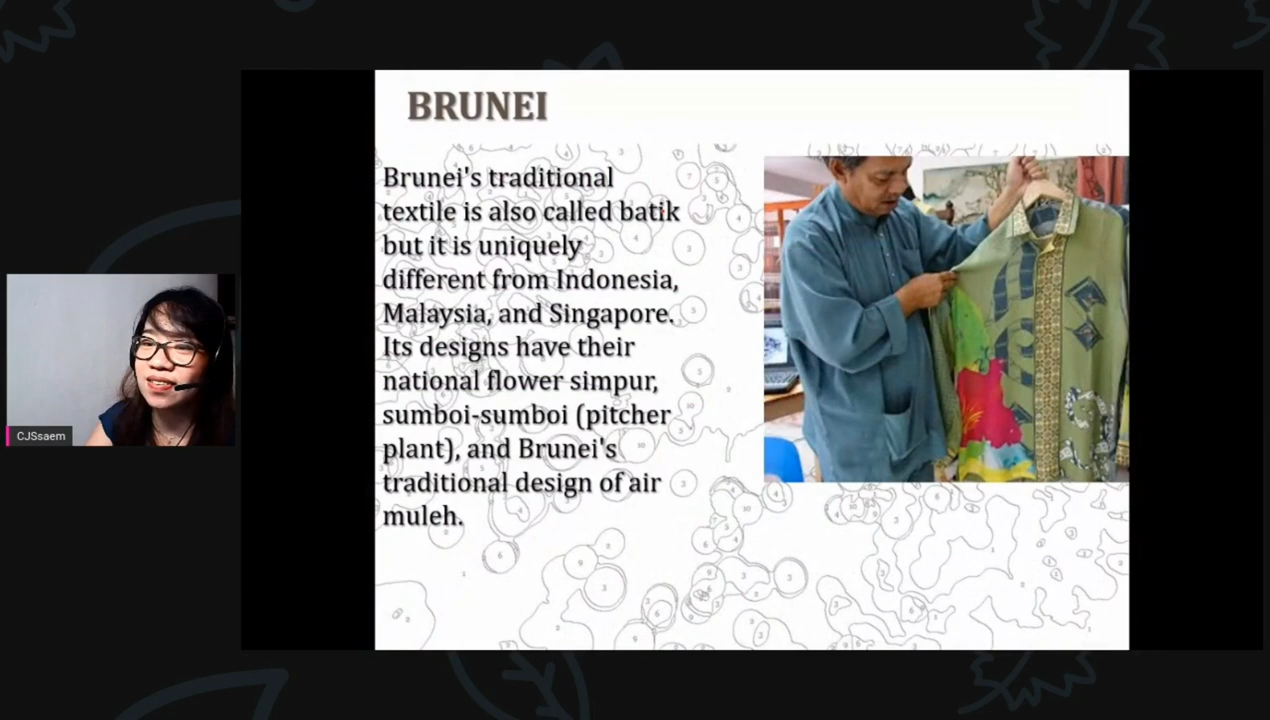 BRUNEI
Brunei's traditional
textile is also called batik
but it is uniquely
different from Indonesia,
Malaysia, and Singapore.
Its designs have their
national flower simpur,
sumboi-sumboi (pitcher
plant), and Brunei's
traditional design of air
muleh.
CJSsaem